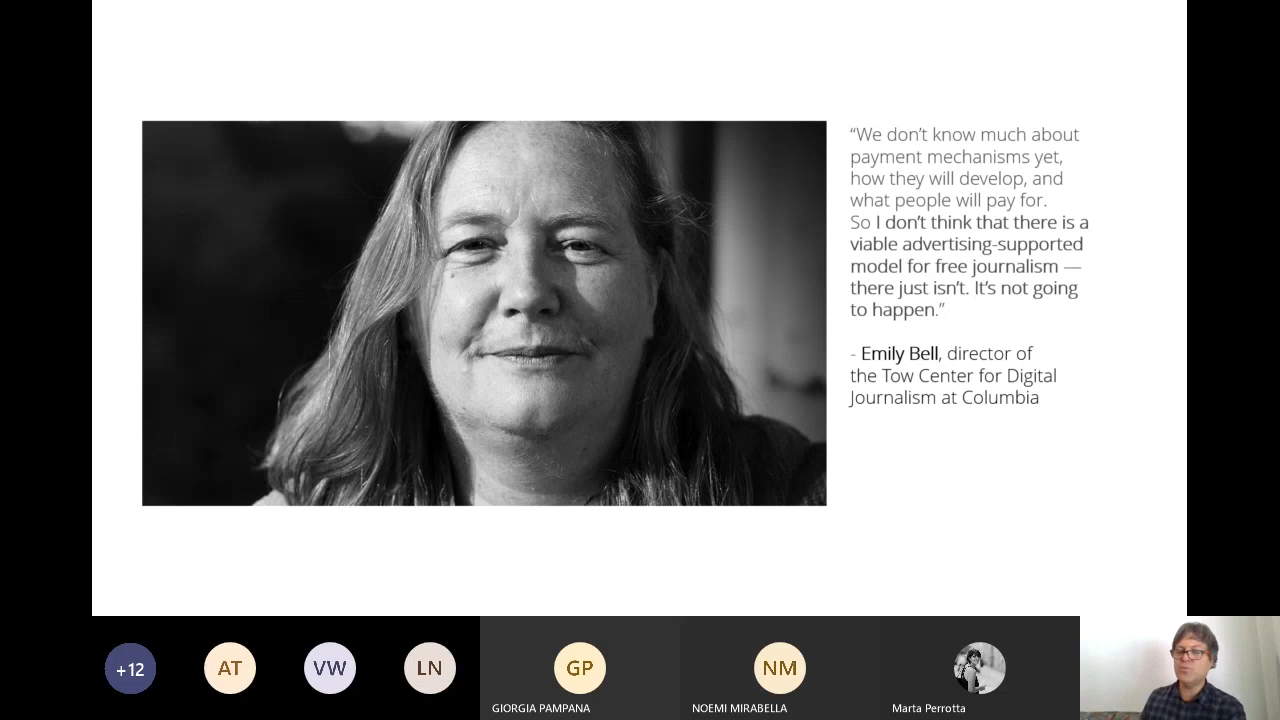 “We don’t know much about
payment mechanisms yet,
how they will develop, and
what people will pay for.
So I don’t think that there is a
viable advertising-supported
model for free journalism —
there just isn’t. It’s not going
to happen.”
- Emily Bell, director of
the Tow Center for Digital
Journalism at Columbia
+12
AT
VW
LN
GP
NM
GIORGIA PAMPANA
NOEMI MIRABELLA
Marta Perrotta